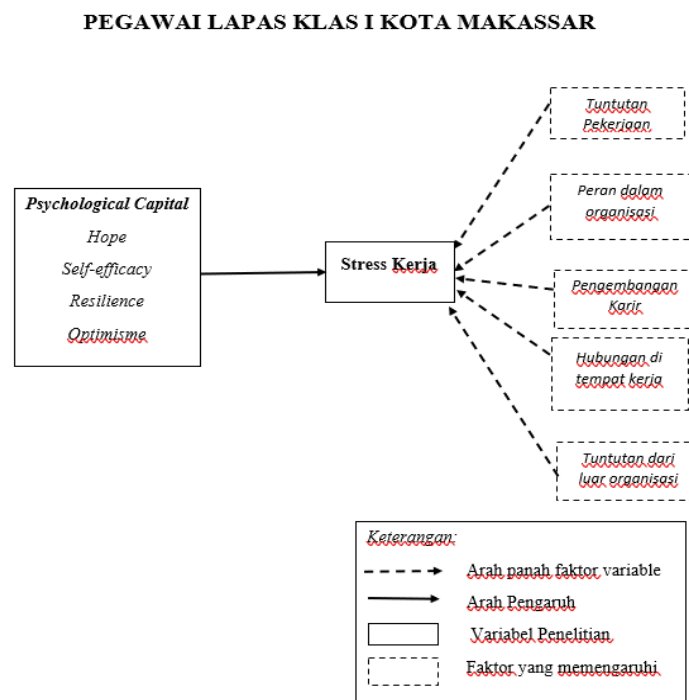 PEGAWAI LAPAS KLAS I KOTA MAKASSAR
Psychological Capital
Hope
Self-efficacy
Resilience
Optimisme
Stress Kerja
Tuntutan
Pekerjaan
Peran dalam
organisasi
Pengembangan
Karir
Hubungan di
tempat kerja
Tuntutan dari
luar organisasi
Keterangan:
Arah panah faktor variable
Arah Pengaruh
Variabel Penelitian
Faktor yang memengaruhi